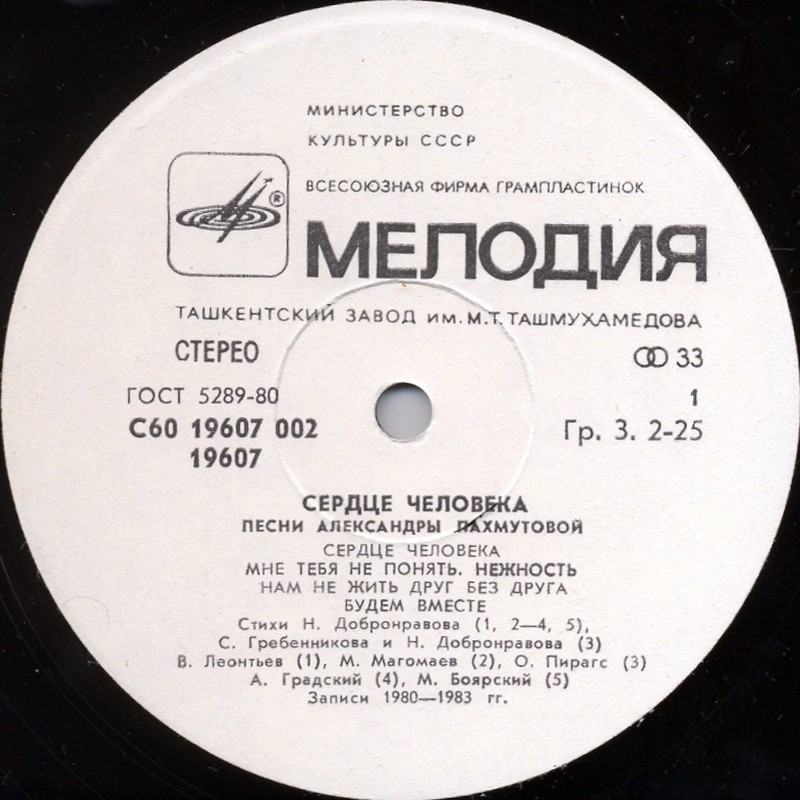 МИНИСТЕРСТВО
КУЛЬТУРЫ СССР
ВСЕСОЮЗНАЯ ФИРМА ГРАМПЛАСТИНОК
®
МЕЛОДИЯ
ТАШКЕНТСКИЙ ЗАВОД им. М.Т. ТАШМУХАМЕДОВА
СТЕРЕО 33
ГОСТ 5289-80 1
С60 19607 002 Гр. 3. 2-25
19607
СЕРДЦЕ ЧЕЛОВЕКА
ПЕСНИ АЛЕКСАНДРЫ ПАХМУТОВОЙ
СЕРДЦЕ ЧЕЛОВЕКА
МНЕ ТЕБЯ НЕ ПОНЯТЬ. НЕЖНОСТЬ
НАМ НЕ ЖИТЬ ДРУГ БЕЗ ДРУГА
БУДЕМ ВМЕСТЕ
Стихи Н. Добронравова (1, 2—4, 5),
С. Гребенникова и Н. Добронравова (3)
В. Леонтьев (1), М. Магомаев (2), О. Пирагс (3)
А. Градский (4), М. Боярский (5)
Записи 1980—1983 гг.